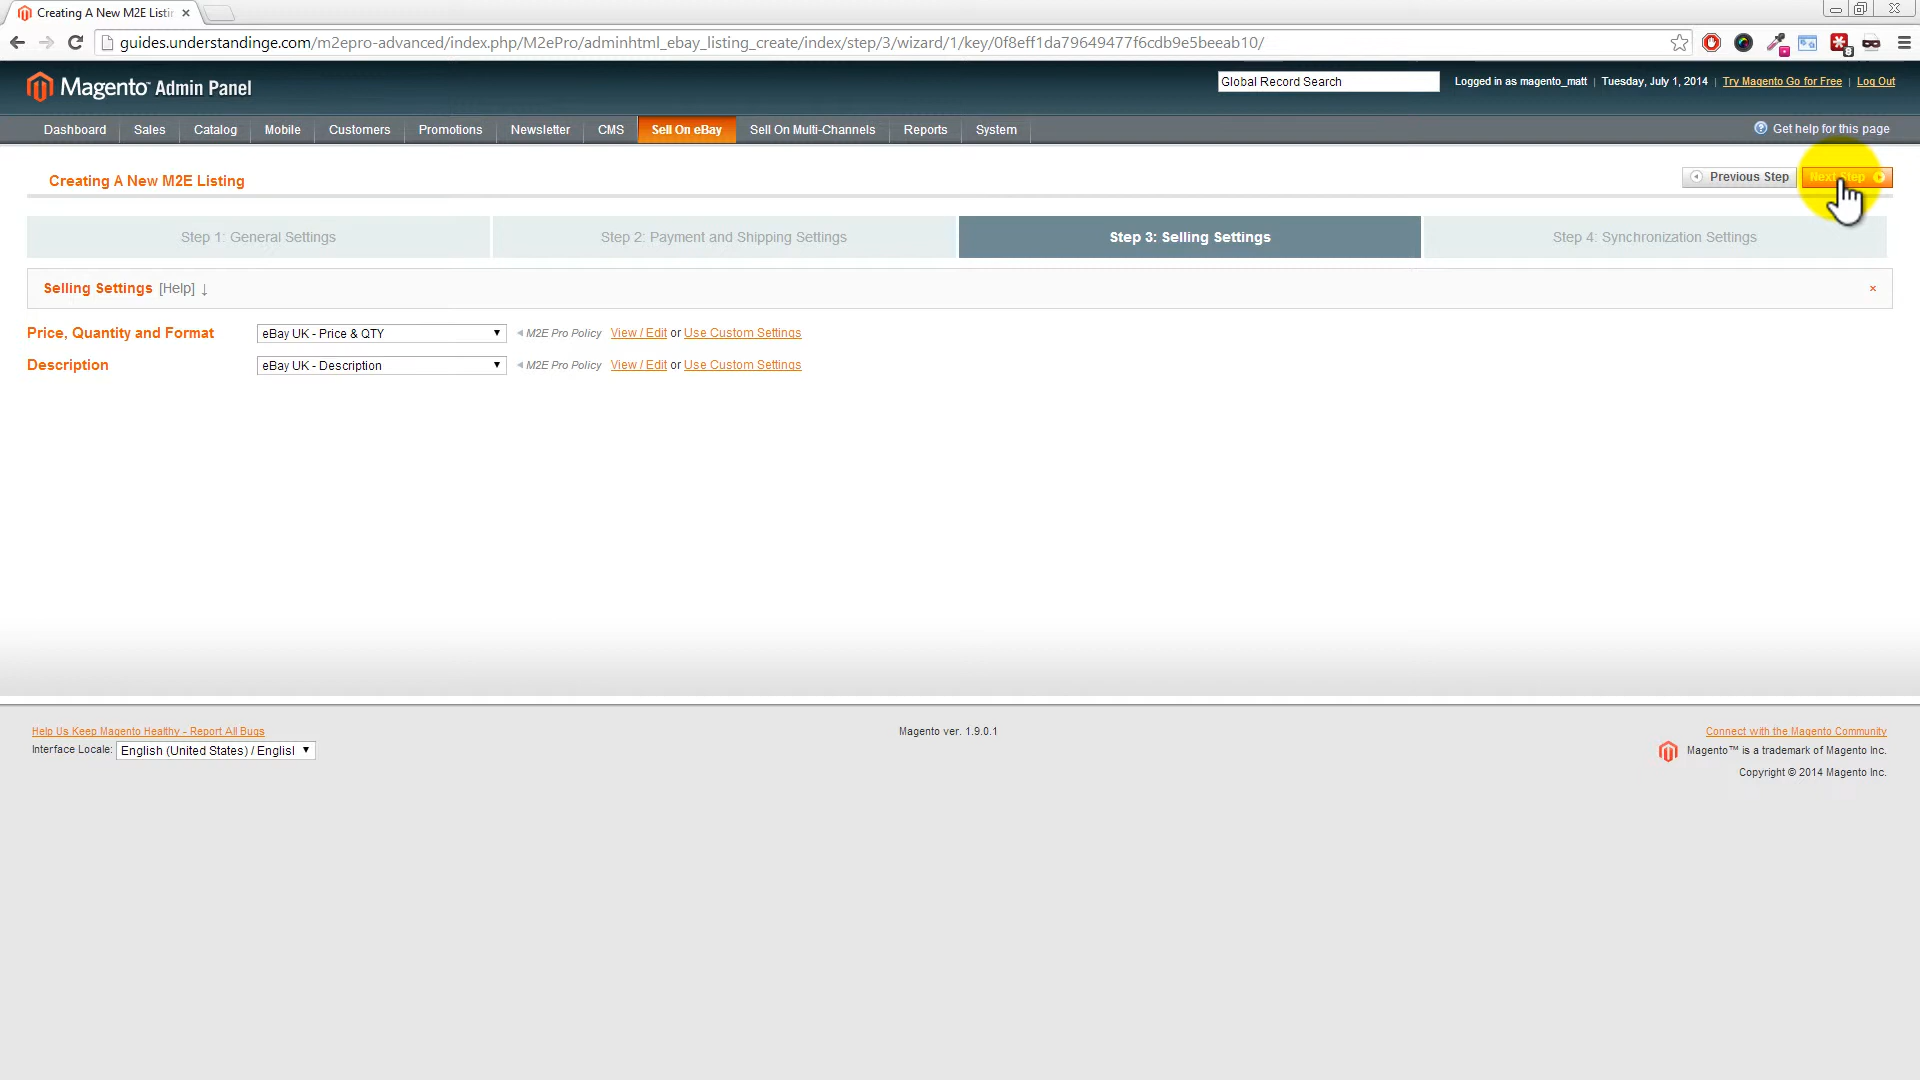 Creating A New M2E Listi
guides.understandinge.com/m2epro-advanced/index.php/M2ePro/adminhtml_ebay_listing_create/index/step/3/wizard/1/key/0f8eff1da79649477f6cdb9e5beeab10/
8
Magento™ Admin Panel
Global Record Search
Logged in as magento_matt | Tuesday, July 1, 2014 | Try Magento Go for Free | Log Out
Dashboard Sales Catalog Mobile Customers Promotions Newsletter CMS Sell On eBay Sell On Multi-Channels Reports System
Get help for this page
Creating A New M2E Listing
Previous Step
Next Step
Step 1: General Settings
Step 2: Payment and Shipping Settings
Step 3: Selling Settings
Step 4: Synchronization Settings
Selling Settings [Help] ↓
×
Price, Quantity and Format eBay UK - Price & QTY M2E Pro Policy View / Edit or Use Custom Settings
Description eBay UK - Description M2E Pro Policy View / Edit or Use Custom Settings
Help Us Keep Magento Healthy - Report All Bugs
Interface Locale: English (United States) / Englisl
Magento ver. 1.9.0.1
Connect with the Magento Community
Magento™ is a trademark of Magento Inc.
Copyright © 2014 Magento Inc.